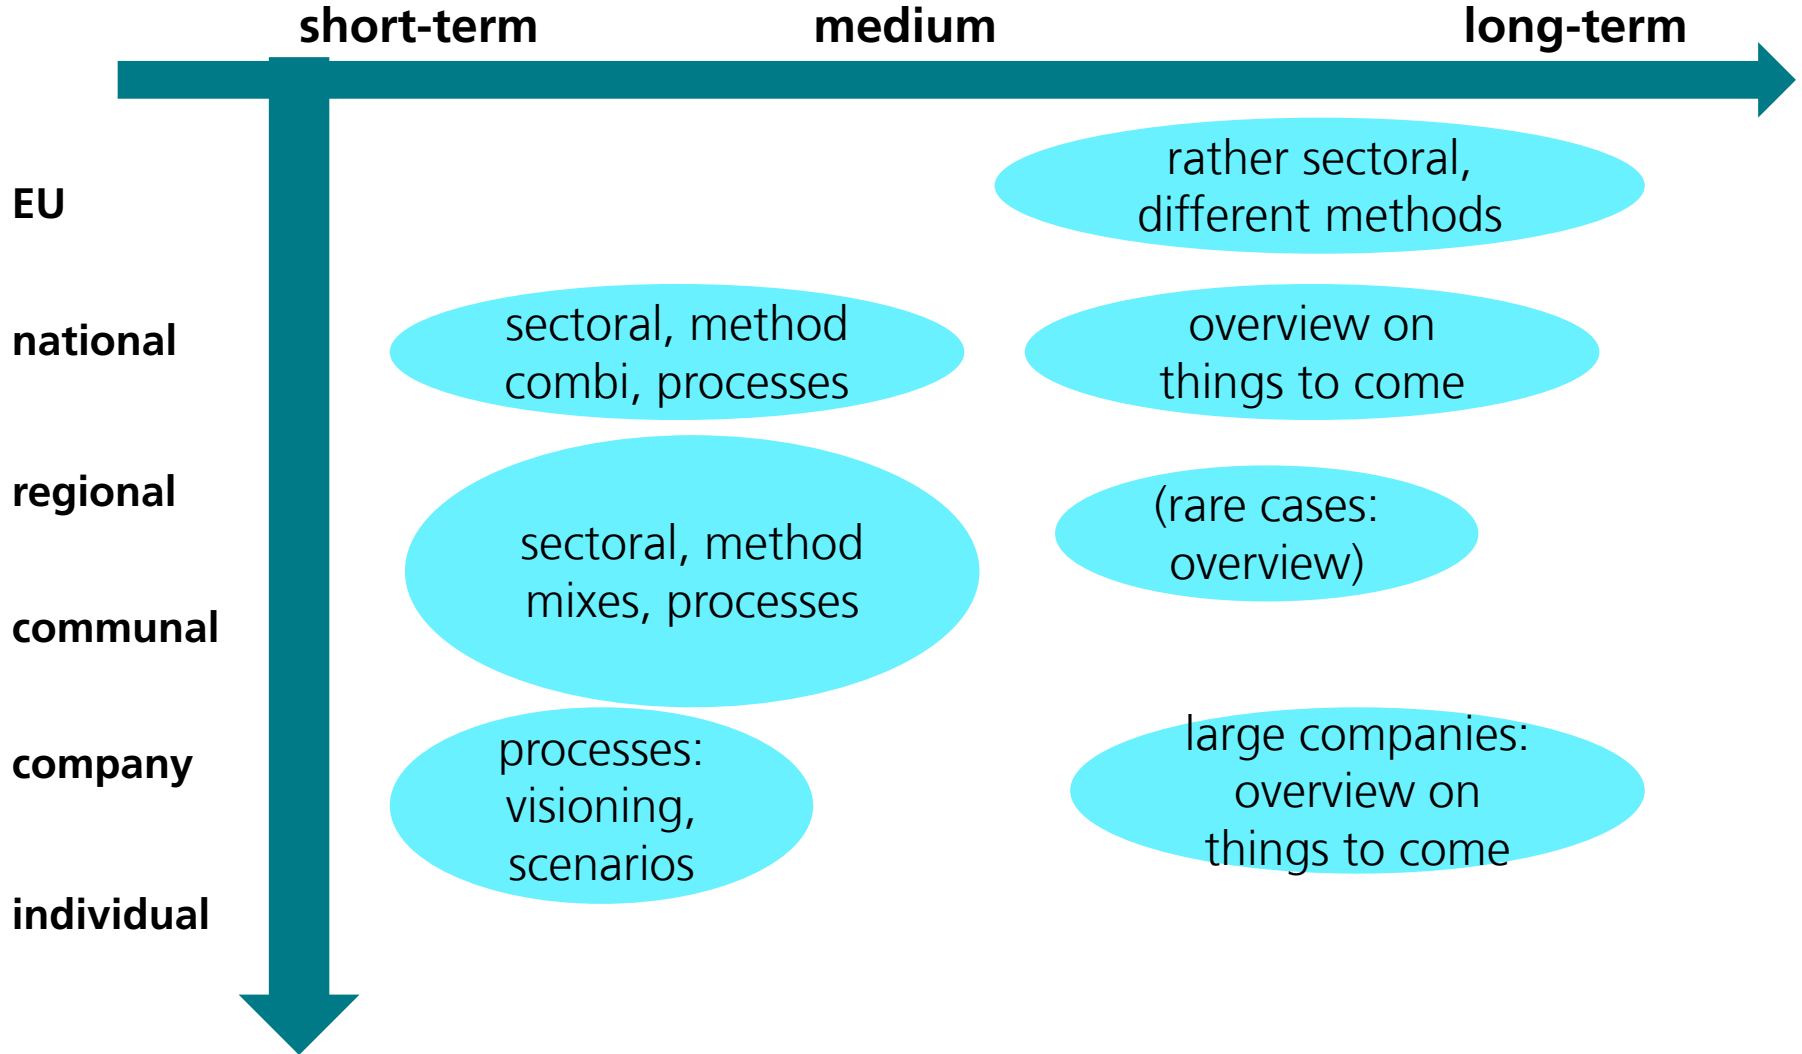 short-term medium long-term
EU
rather sectoral,
different methods
national
sectoral, method
combi, processes
overview on
things to come
regional
(rare cases:
overview)
sectoral, method
mixes, processes
communal
company
processes:
visioning,
scenarios
large companies:
overview on
things to come
individual